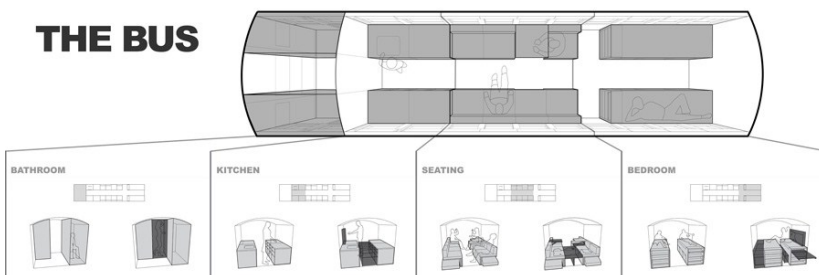 THE BUS
BATHROOM
KITCHEN
SEATING
BEDROOM